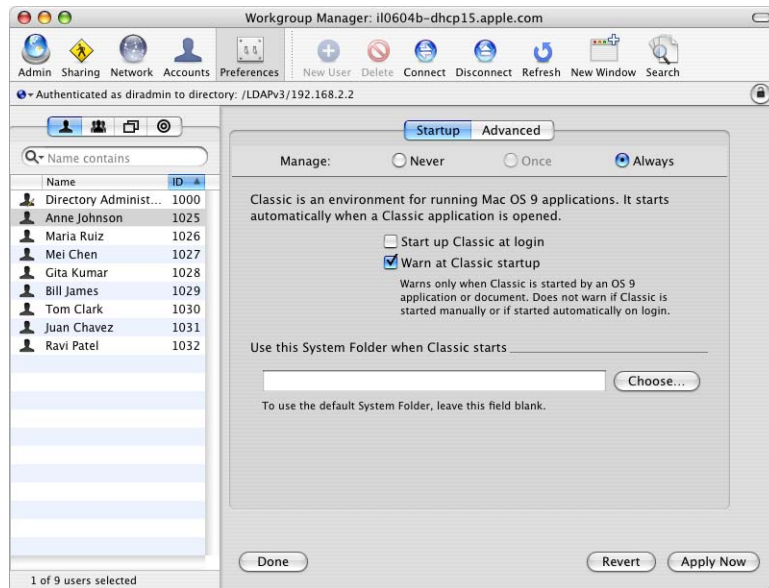 Workgroup Manager: il0604b-dhcp15.apple.com
Admin Sharing Network Accounts Preferences New User Delete Connect Disconnect Refresh New Window Search
Authenticated as diradmin to directory: /LDAPv3/192.168.2.2
Name contains
Name ID
Directory Administ... 1000
Anne Johnson 1025
Maria Ruiz 1026
Mei Chen 1027
Gita Kumar 1028
Bill James 1029
Tom Clark 1030
Juan Chavez 1031
Ravi Patel 1032
1 of 9 users selected
Startup Advanced
Manage: Never Once Always
Classic is an environment for running Mac OS 9 applications. It starts
automatically when a Classic application is opened.
Start up Classic at login
Warn at Classic startup
Warns only when Classic is started by an OS 9
application or document. Does not warn if Classic is
started manually or if started automatically on login.
Use this System Folder when Classic starts
Choose...
To use the default System Folder, leave this field blank.
Done Revert Apply Now